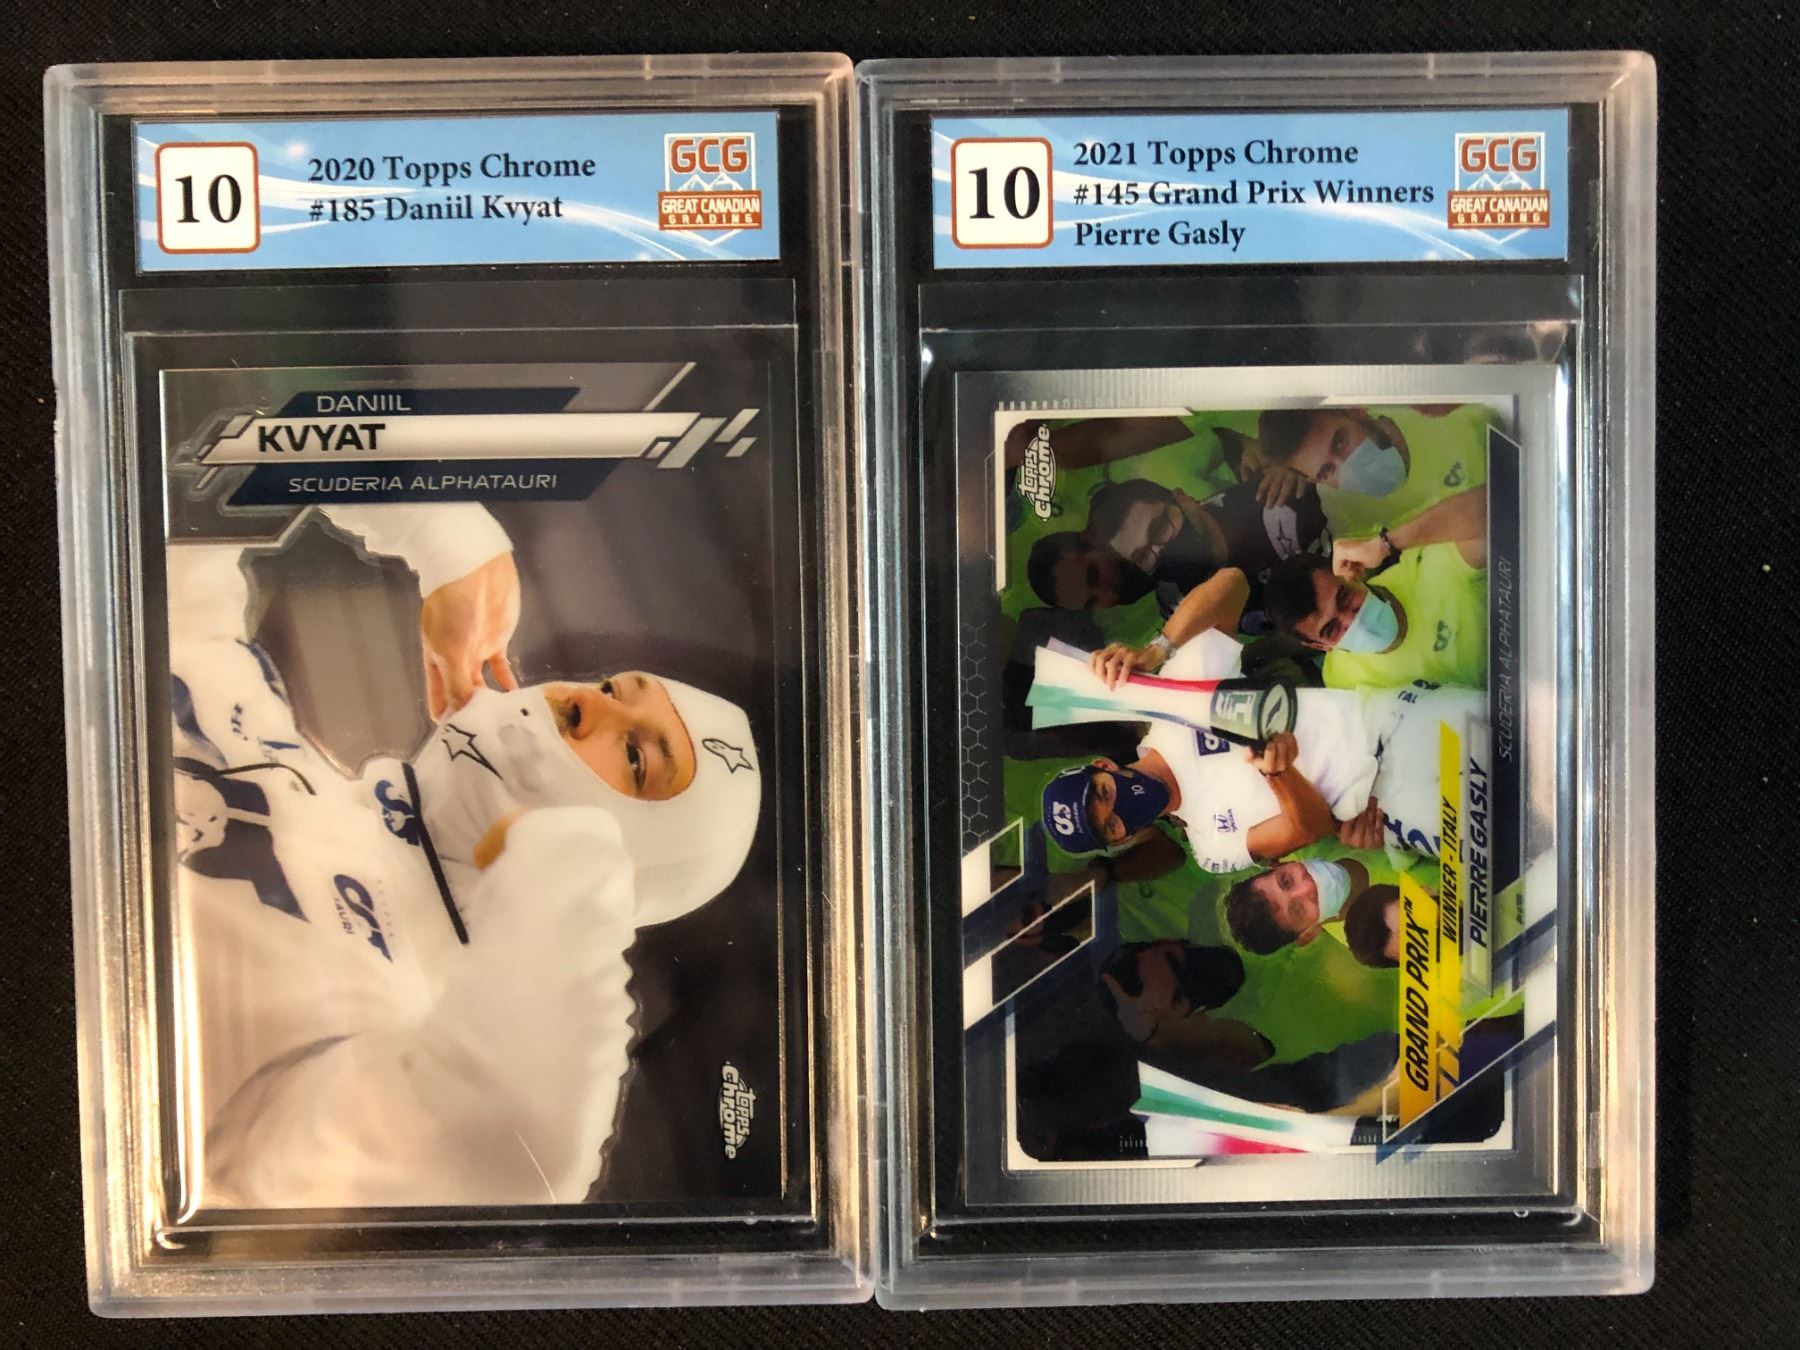 10
2020 Topps Chrome
#185 Daniil Kvyat
GCG
GREAT CANADIAN
GRADING
DANIIL
KVYAT
SCUDERIA ALPHATAURI
topps
chrome
10
2021 Topps Chrome
#145 Grand Prix Winners
Pierre Gasly
GCG
GREAT CANADIAN
GRADING
topps
chrome
GRAND PRIX™
WINNER - ITALY
PIERRE GASLY
SCUDERIA ALPHATAURI